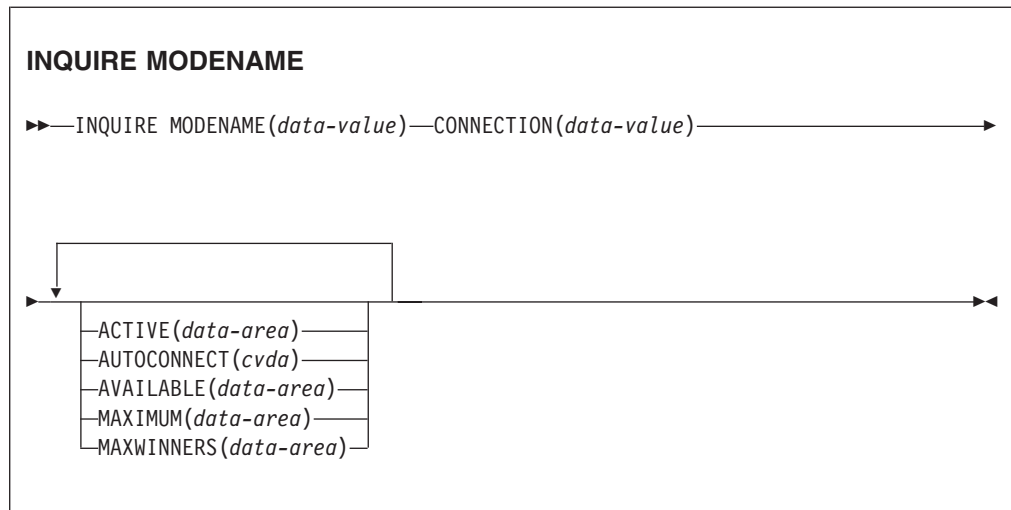 INQUIRE MODENAME
INQUIRE MODENAME(data-value) CONNECTION(data-value)
ACTIVE(data-area)
AUTOCONNECT(cvda)
AVAILABLE(data-area)
MAXIMUM(data-area)
MAXWINNERS(data-area)